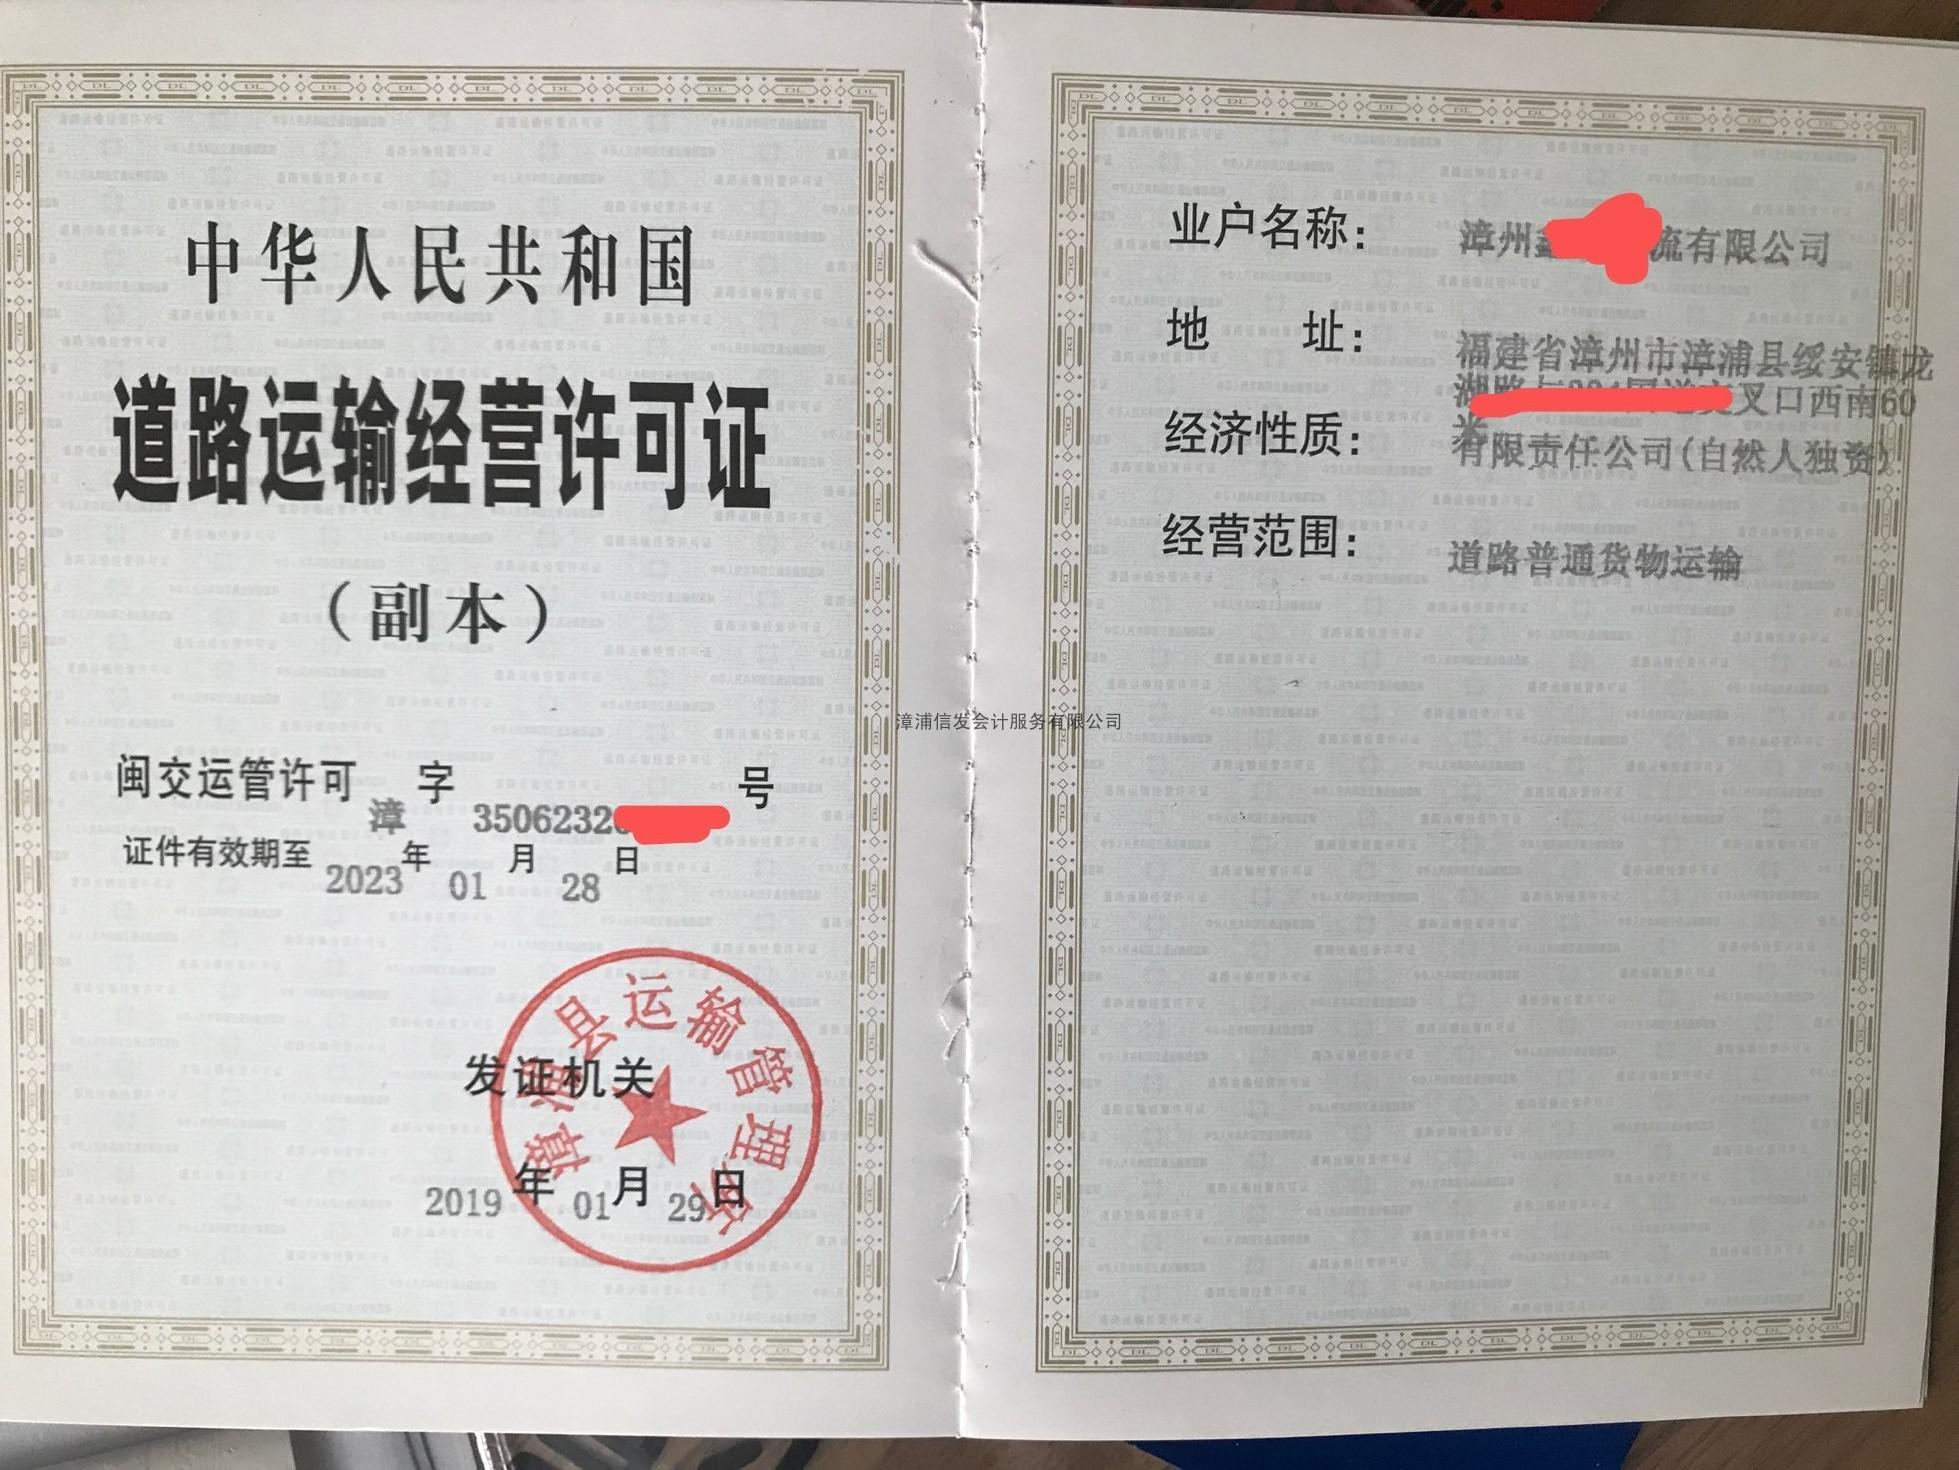 中华人民共和国
道路运输经营许可证
（副本）
闽交运管许可 漳 字 3506232 号
证件有效期至 2023 年 01 月 28 日
发证机关
漳浦县运输管理
2019 年 01 月 29 日
漳浦信发会计服务有限公司
业户名称： 漳州 流有限公司
地 址： 福建省漳州市漳浦县绥安镇龙
交叉口西南60
米
经济性质： 有限责任公司(自然人独资)
经营范围： 道路普通货物运输